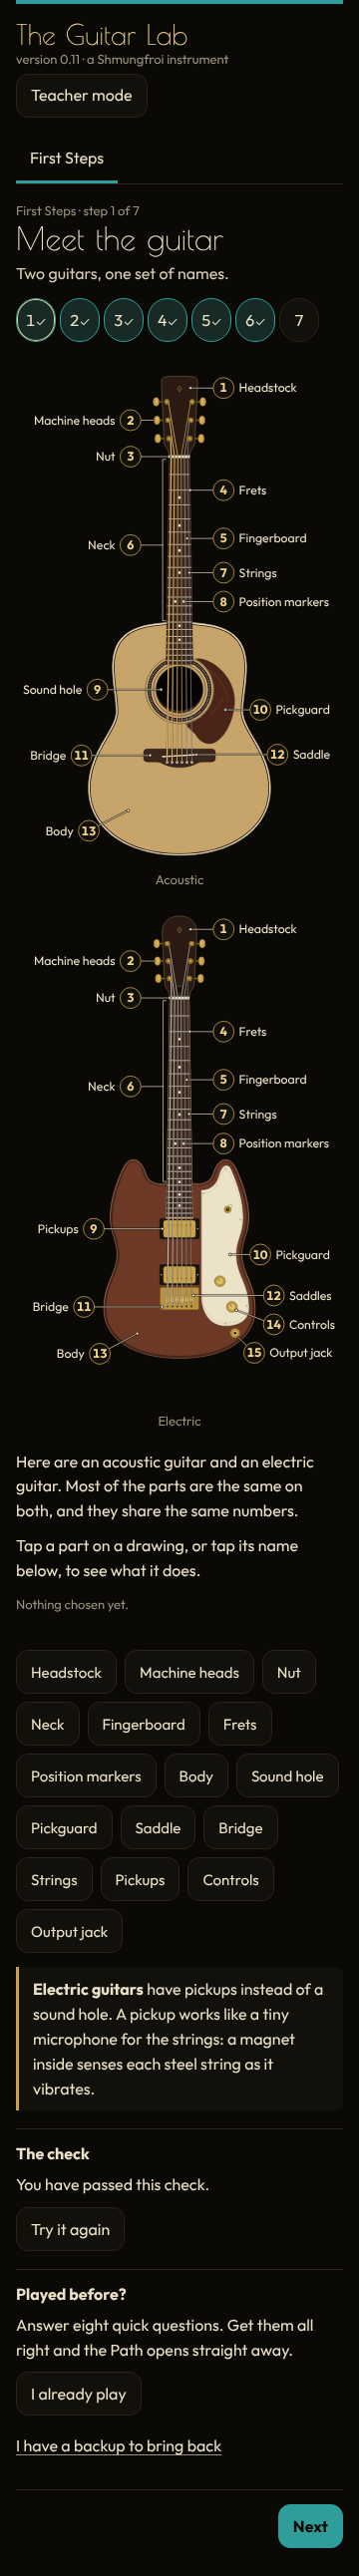 The Guitar Lab
version 0.11 · a Shmungfroi instrument
Teacher mode
First Steps
First Steps · step 1 of 7
Meet the guitar
Two guitars, one set of names.
1✓ 2✓ 3✓ 4✓ 5✓ 6✓ 7
1 Headstock
Machine heads 2
Nut 3
4 Frets
5 Fingerboard
Neck 6
7 Strings
8 Position markers
Sound hole 9
10 Pickguard
Bridge 11
12 Saddle
Body 13
Acoustic
1 Headstock
Machine heads 2
Nut 3
4 Frets
5 Fingerboard
Neck 6
7 Strings
8 Position markers
Pickups 9
10 Pickguard
12 Saddles
Bridge 11
14 Controls
Body 13
15 Output jack
Electric
Here are an acoustic guitar and an electric
guitar. Most of the parts are the same on
both, and they share the same numbers.
Tap a part on a drawing, or tap its name
below, to see what it does.
Nothing chosen yet.
Headstock Machine heads Nut
Neck Fingerboard Frets
Position markers Body Sound hole
Pickguard Saddle Bridge
Strings Pickups Controls
Output jack
Electric guitars have pickups instead of a
sound hole. A pickup works like a tiny
microphone for the strings: a magnet
inside senses each steel string as it
vibrates.
The check
You have passed this check.
Try it again
Played before?
Answer eight quick questions. Get them all
right and the Path opens straight away.
I already play
I have a backup to bring back
Next